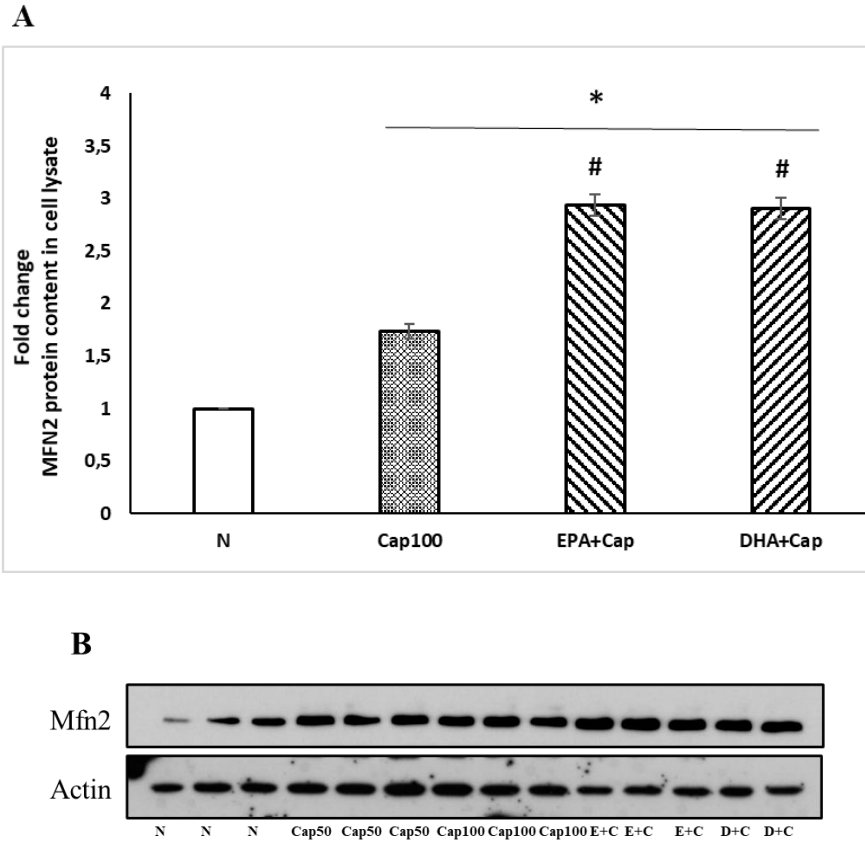 A
Fold change
MFN2 protein content in cell lysate
4
3,5
3
2,5
2
1,5
1
0,5
0
*
#
#
N Cap100 EPA+Cap DHA+Cap
B
Mfn2
Actin
N N N Cap50 Cap50 Cap50 Cap100 Cap100 Cap100 E+C E+C E+C D+C D+C